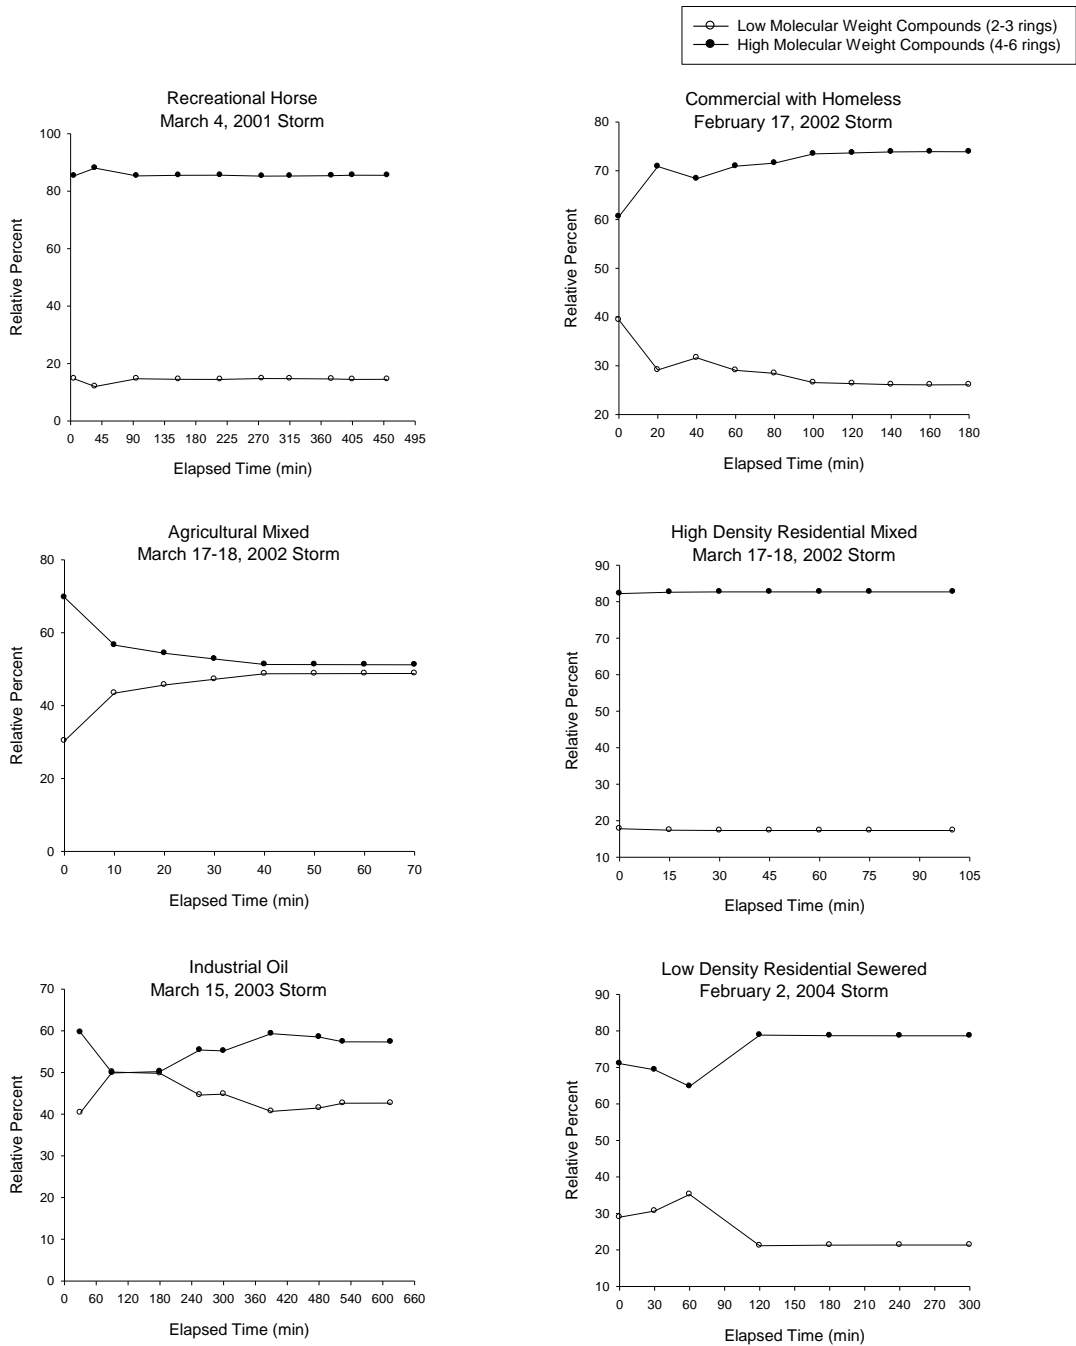 Low Molecular Weight Compounds (2-3 rings)
High Molecular Weight Compounds (4-6 rings)
Recreational Horse
March 4, 2001 Storm
100
80
60
40
20
0
Relative Percent
0 45 90 135 180 225 270 315 360 405 450 495
Elapsed Time (min)
Commercial with Homeless
February 17, 2002 Storm
80
70
60
50
40
30
20
Relative Percent
0 20 40 60 80 100 120 140 160 180
Elapsed Time (min)
Agricultural Mixed
March 17-18, 2002 Storm
80
60
40
20
0
Relative Percent
0 10 20 30 40 50 60 70
Elapsed Time (min)
High Density Residential Mixed
March 17-18, 2002 Storm
90
80
70
60
50
40
30
20
10
Relative Percent
0 15 30 45 60 75 90 105
Elapsed Time (min)
Industrial Oil
March 15, 2003 Storm
70
60
50
40
30
20
10
0
Relative Percent
0 60 120 180 240 300 360 420 480 540 600 660
Elapsed Time (min)
Low Density Residential Sewered
February 2, 2004 Storm
90
80
70
60
50
40
30
20
10
Relative Percent
0 30 60 90 120 150 180 210 240 270 300
Elapsed Time (min)